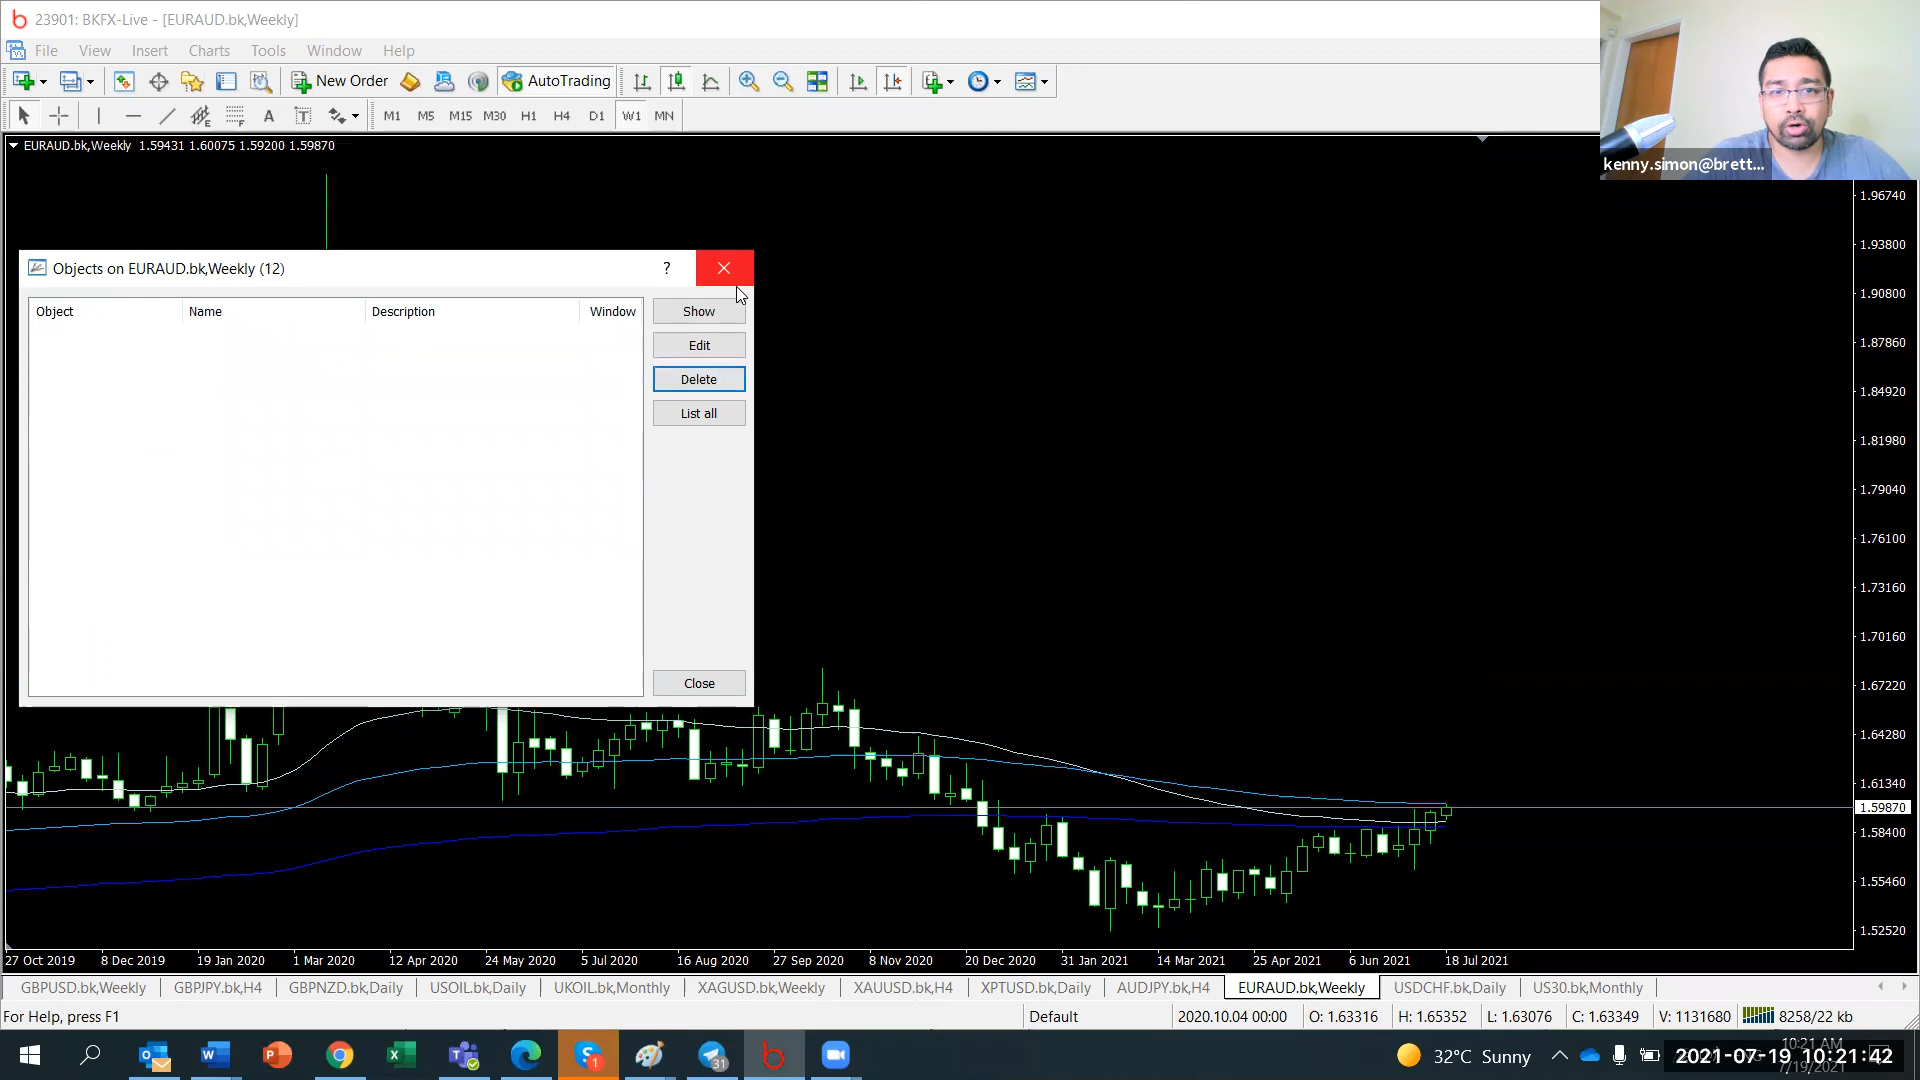 23901: BKFX-Live - [EURAUD.bk,Weekly]
File View Insert Charts Tools Window Help
New Order AutoTrading
A T M1 M5 M15 M30 H1 H4 D1 W1 MN
kenny.simon@brett...
EURAUD.bk,Weekly 1.59431 1.60075 1.59200 1.59870
1.96740
1.93800
1.90800
1.87860
1.84920
1.81980
1.79040
1.76100
1.73160
1.70160
1.67220
1.64280
1.61340
1.59870
1.58400
1.55460
1.52520
Objects on EURAUD.bk,Weekly (12) ?
Object Name Description Window
Show
Edit
Delete
List all
Close
27 Oct 2019 8 Dec 2019 19 Jan 2020 1 Mar 2020 12 Apr 2020 24 May 2020 5 Jul 2020 16 Aug 2020 27 Sep 2020 8 Nov 2020 20 Dec 2020 31 Jan 2021 14 Mar 2021 25 Apr 2021 6 Jun 2021 18 Jul 2021
GBPUSD.bk,Weekly GBPJPY.bk,H4 GBPNZD.bk,Daily USOIL.bk,Daily UKOIL.bk,Monthly XAGUSD.bk,Weekly XAUUSD.bk,H4 XPTUSD.bk,Daily AUDJPY.bk,H4 EURAUD.bk,Weekly USDCHF.bk,Daily US30.bk,Monthly
For Help, press F1 Default 2020.10.04 00:00 O: 1.63316 H: 1.65352 L: 1.63076 C: 1.63349 V: 1131680 8258/22 kb
1 31 32°C Sunny 10:21 AM
7/19/2021
2021-07-19 10:21:42